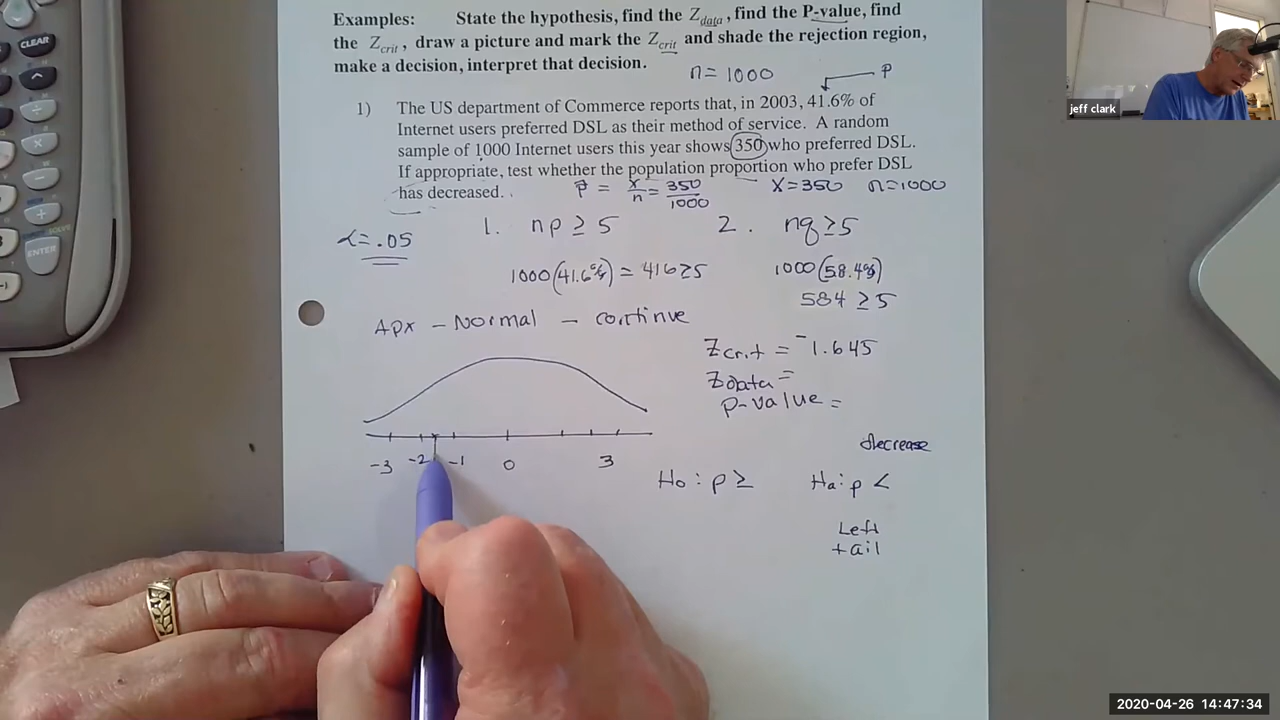 CLEAR
ENTER
Examples: State the hypothesis, find the Z_data, find the P-value, find
the Z_crit, draw a picture and mark the Z_crit and shade the rejection region,
make a decision, interpret that decision.
n = 1000
P
1) The US department of Commerce reports that, in 2003, 41.6% of
Internet users preferred DSL as their method of service. A random
sample of 1000 Internet users this year shows 350 who preferred DSL.
If appropriate, test whether the population proportion who prefer DSL
has decreased.
p̂ = x/n = 350/1000 x = 350 n = 1000
α = .05
1. np ≥ 5 2. nq ≥ 5
1000(41.6%) = 416 ≥ 5 1000(58.4%)
584 ≥ 5
Apx - Normal - continue
Zcrit = -1.645
Zdata =
p-value =
decrease
-3 -2 -1 0 3
Ho: p ≥ Ha: p <
Left
tail
jeff clark
2020-04-26 14:47:34